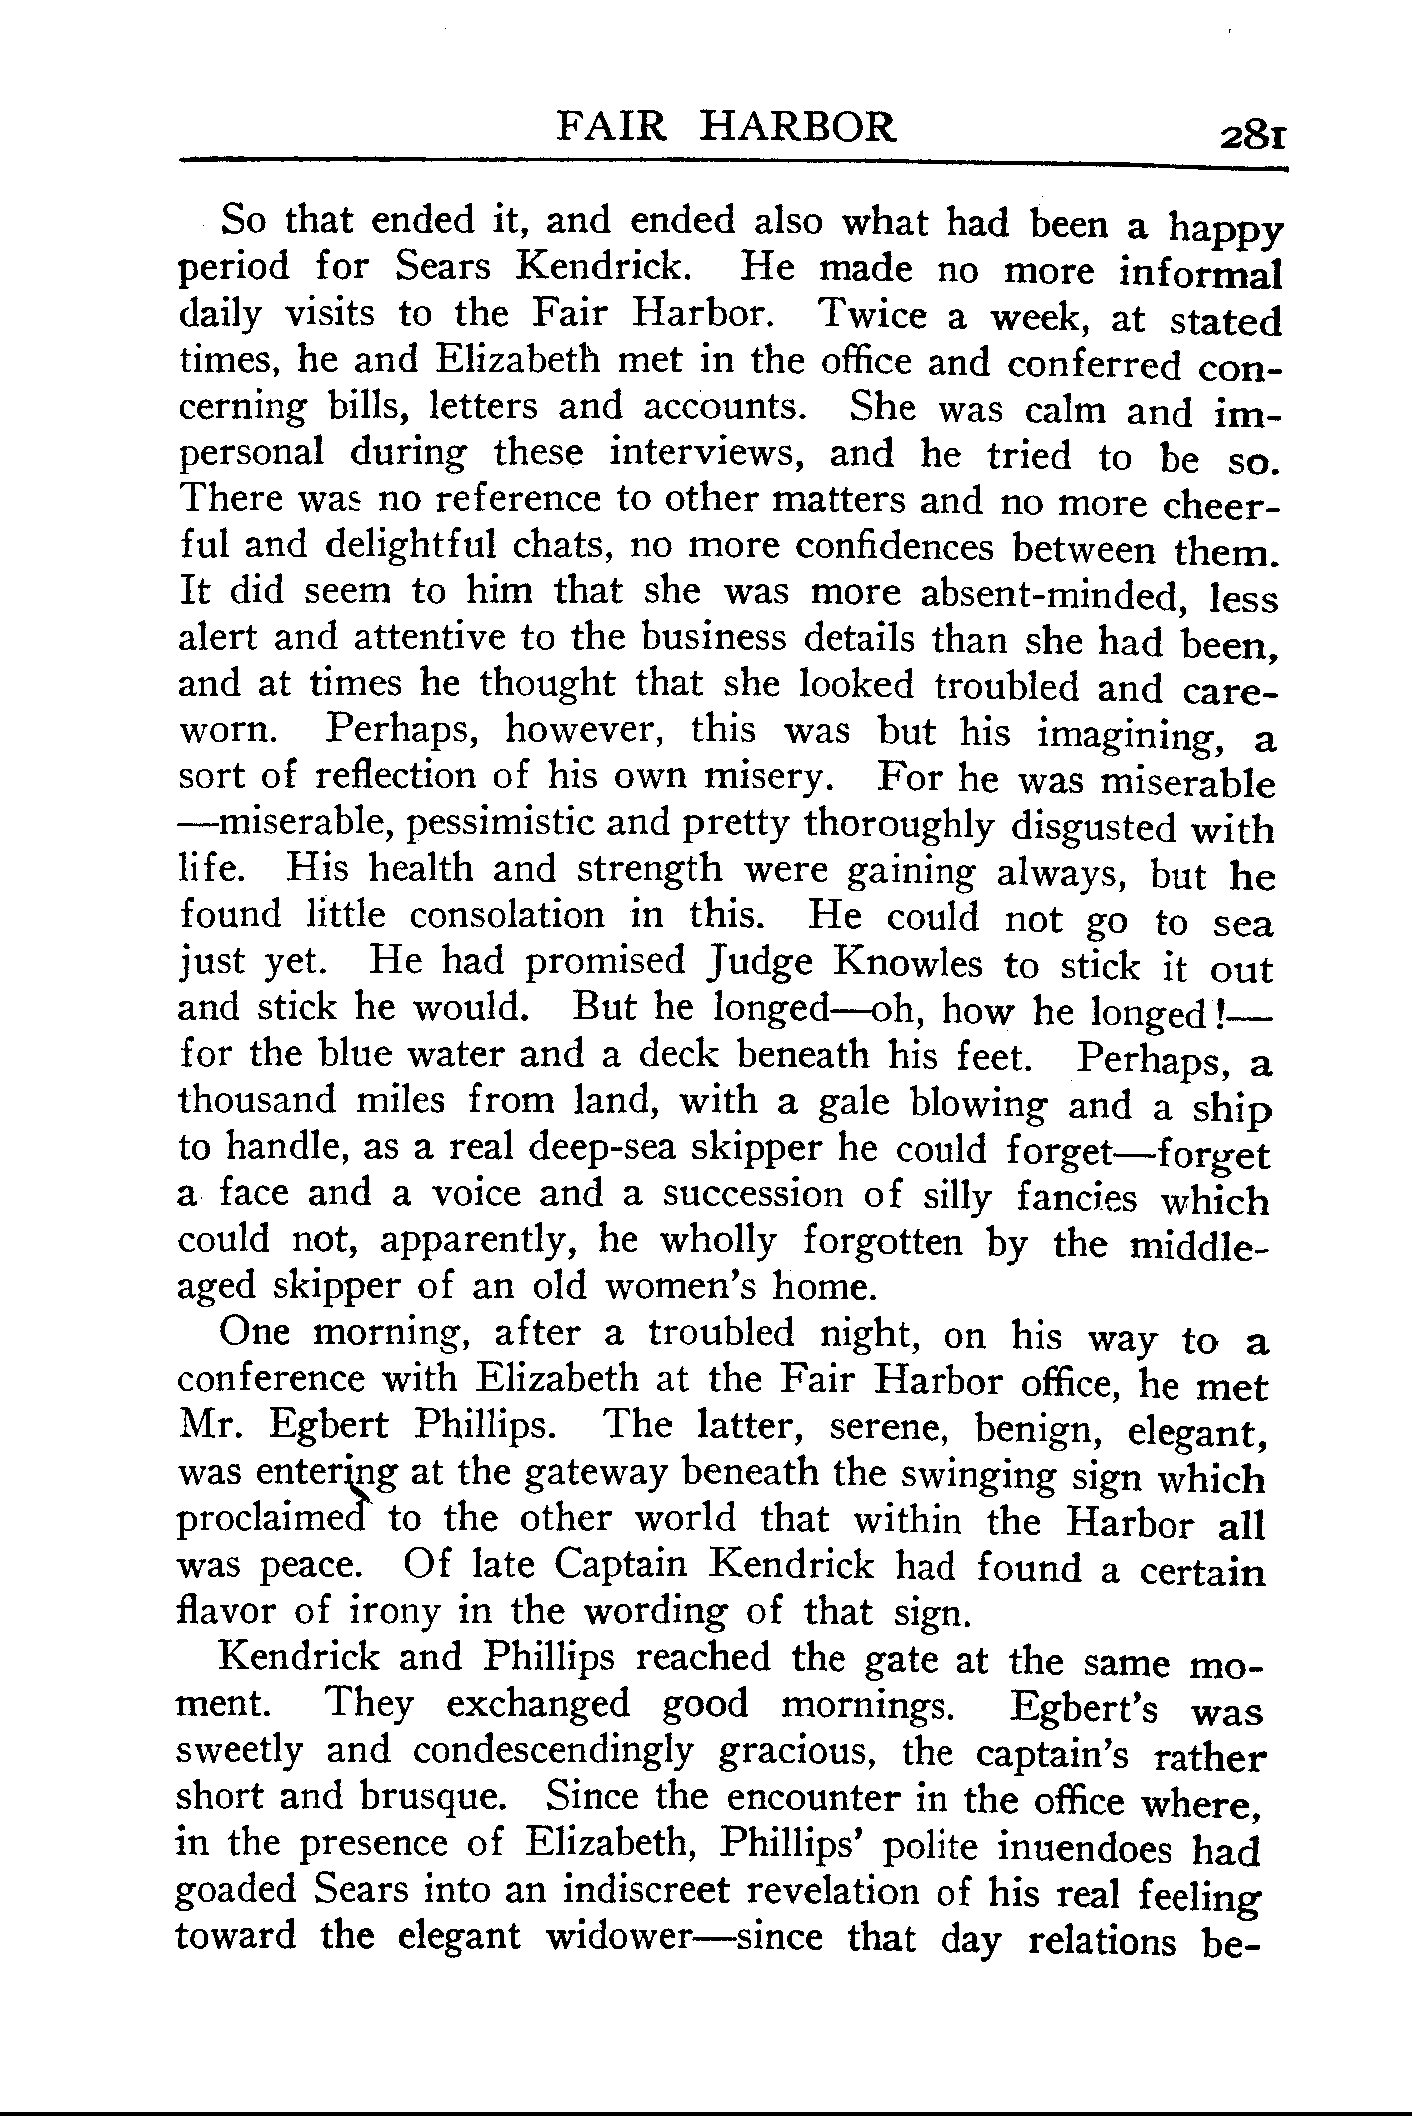 FAIR HARBOR 281
So that ended it, and ended also what had been a happy
period for Sears Kendrick. He made no more informal
daily visits to the Fair Harbor. Twice a week, at stated
times, he and Elizabeth met in the office and conferred con-
cerning bills, letters and accounts. She was calm and im-
personal during these interviews, and he tried to be so.
There was no reference to other matters and no more cheer-
ful and delightful chats, no more confidences between them.
It did seem to him that she was more absent-minded, less
alert and attentive to the business details than she had been,
and at times he thought that she looked troubled and care-
worn. Perhaps, however, this was but his imagining, a
sort of reflection of his own misery. For he was miserable
—miserable, pessimistic and pretty thoroughly disgusted with
life. His health and strength were gaining always, but he
found little consolation in this. He could not go to sea
just yet. He had promised Judge Knowles to stick it out
and stick he would. But he longed—oh, how he longed!—
for the blue water and a deck beneath his feet. Perhaps, a
thousand miles from land, with a gale blowing and a ship
to handle, as a real deep-sea skipper he could forget—forget
a face and a voice and a succession of silly fancies which
could not, apparently, he wholly forgotten by the middle-
aged skipper of an old women's home.
One morning, after a troubled night, on his way to a
conference with Elizabeth at the Fair Harbor office, he met
Mr. Egbert Phillips. The latter, serene, benign, elegant,
was entering at the gateway beneath the swinging sign which
proclaimed to the other world that within the Harbor all
was peace. Of late Captain Kendrick had found a certain
flavor of irony in the wording of that sign.
Kendrick and Phillips reached the gate at the same mo-
ment. They exchanged good mornings. Egbert's was
sweetly and condescendingly gracious, the captain's rather
short and brusque. Since the encounter in the office where,
in the presence of Elizabeth, Phillips' polite inuendoes had
goaded Sears into an indiscreet revelation of his real feeling
toward the elegant widower—since that day relations be-